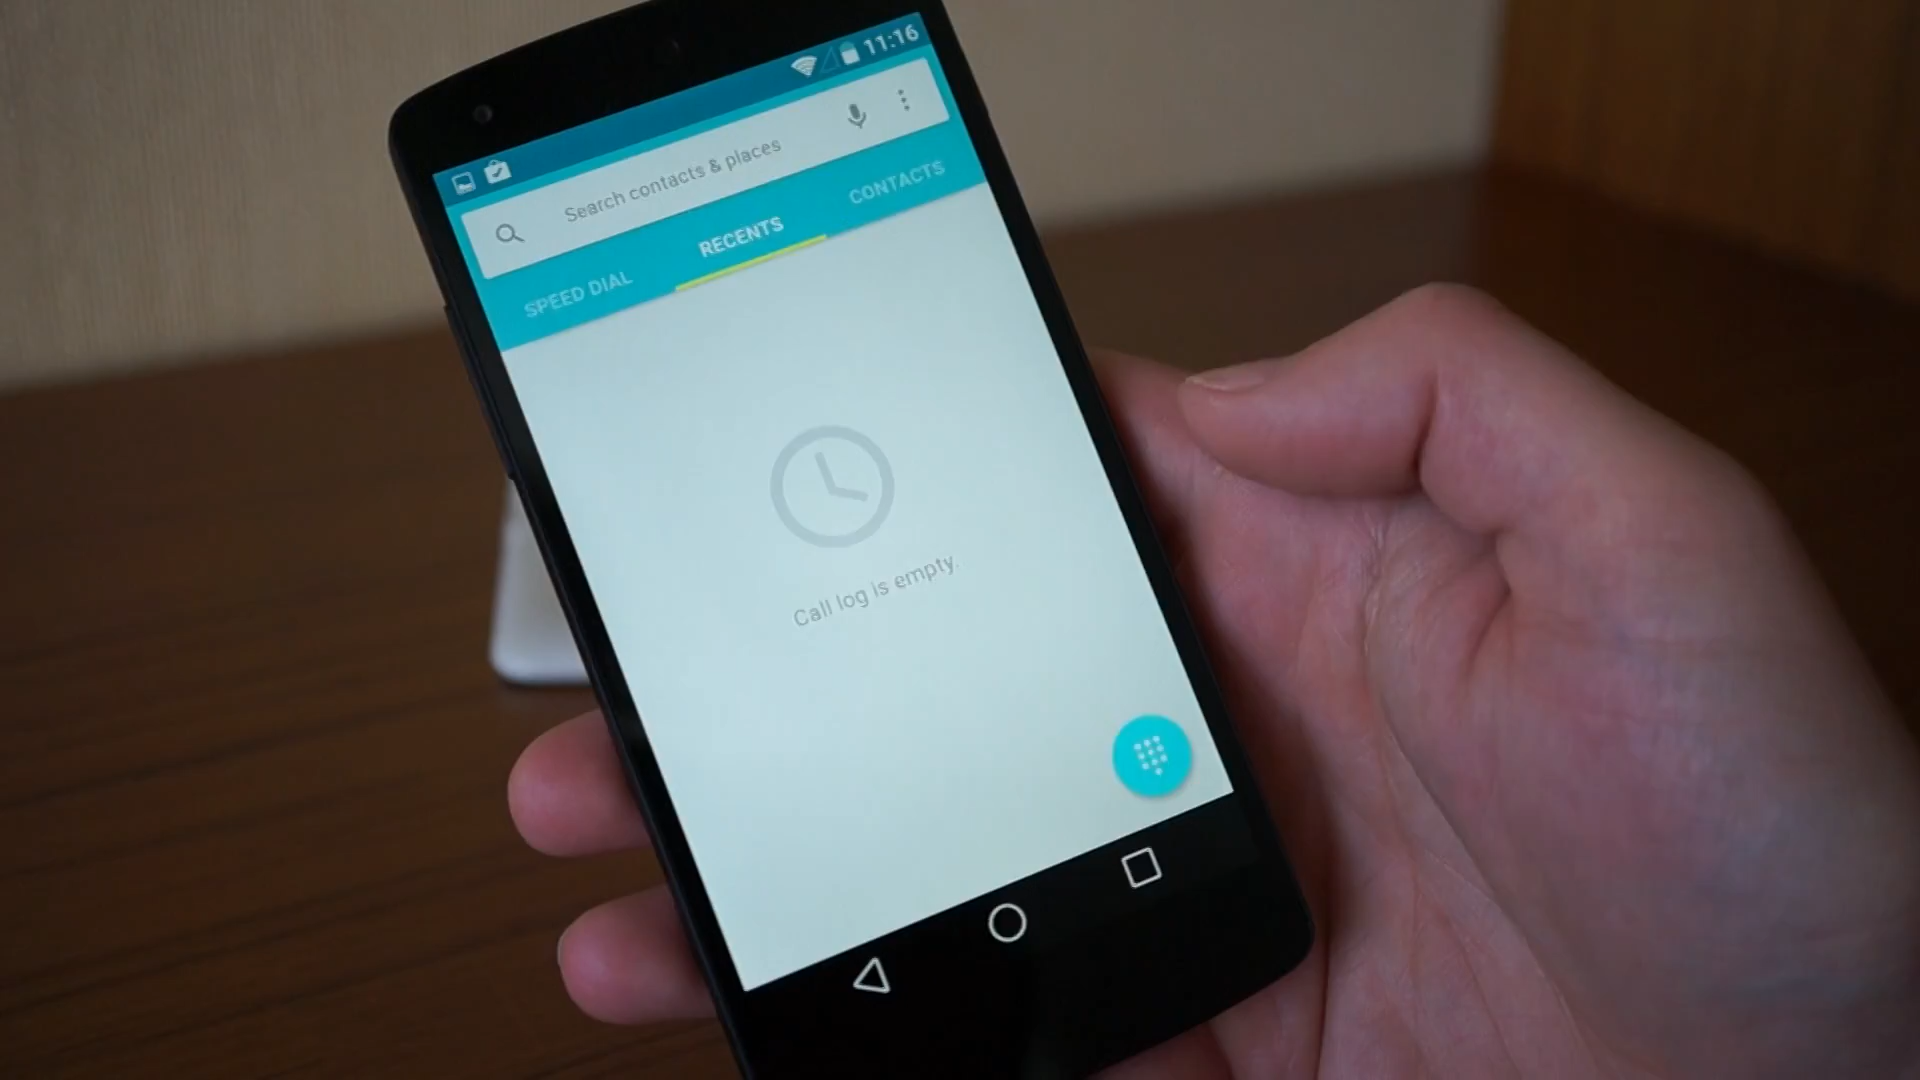 11:16
Search contacts & places
SPEED DIAL
RECENTS
CONTACTS
Call log is empty.